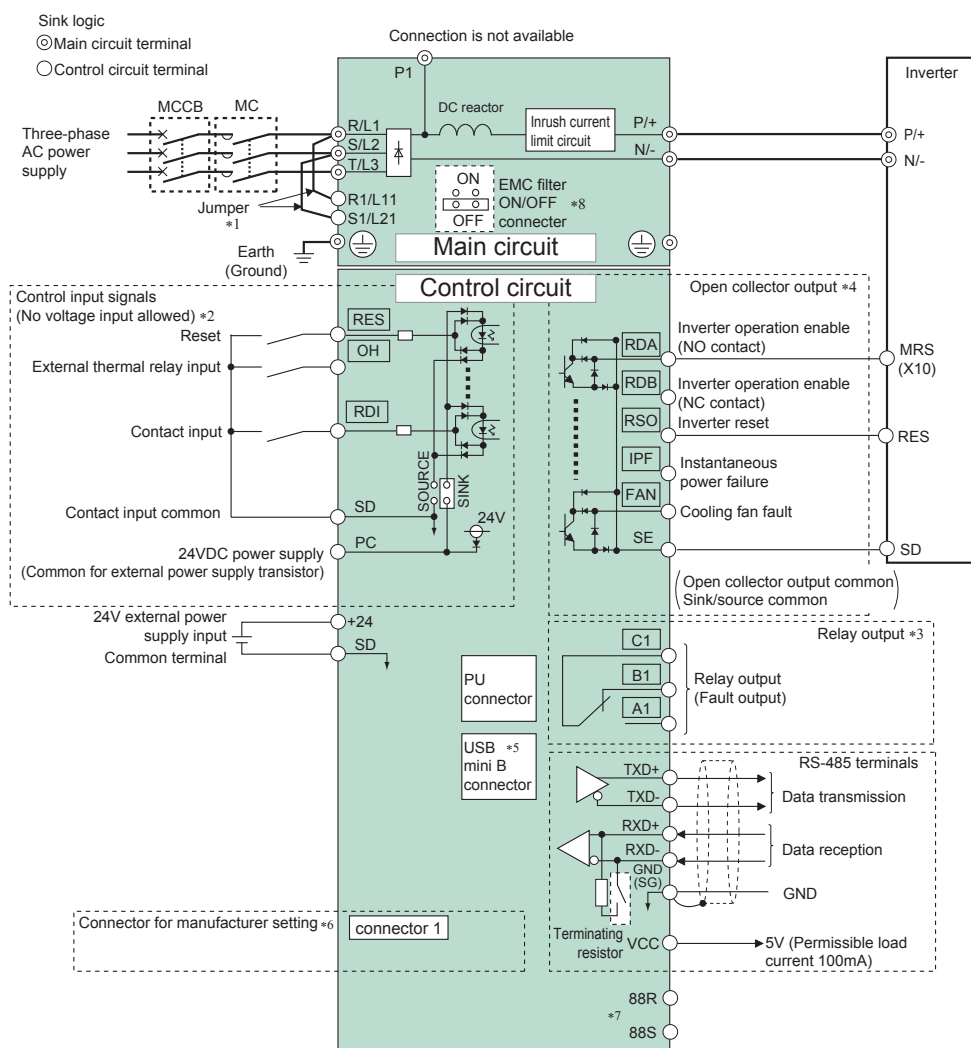 Sink logic
Main circuit terminal
Control circuit terminal
Connection is not available
P1
Inverter
MCCB
MC
DC reactor
Inrush current
limit circuit
Three-phase
AC power
supply
R/L1
S/L2
T/L3
P/+
N/-
P/+
N/-
R1/L11
S1/L21
Jumper
*1
ON
OFF
EMC filter
ON/OFF
connecter
*8
Earth
(Ground)
Main circuit
Control circuit
Control input signals
(No voltage input allowed) *2
Reset
RES
External thermal relay input
OH
Contact input
RDI
Contact input common
SD
SOURCE
SINK
24V
24VDC power supply
(Common for external power supply transistor)
PC
Open collector output *4
RDA
Inverter operation enable
(NO contact)
MRS
(X10)
RDB
Inverter operation enable
(NC contact)
RSO
Inverter reset
RES
IPF
Instantaneous
power failure
FAN
Cooling fan fault
SE
SD
Open collector output common
Sink/source common
24V external power
supply input
+24
Common terminal
SD
Relay output *3
C1
B1
A1
Relay output
(Fault output)
PU
connector
USB *5
mini B
connector
RS-485 terminals
TXD+
TXD-
Data transmission
RXD+
RXD-
Data reception
GND
(SG)
GND
Terminating
resistor
VCC
5V (Permissible load
current 100mA)
Connector for manufacturer setting *6
connector 1
88R
*7
88S